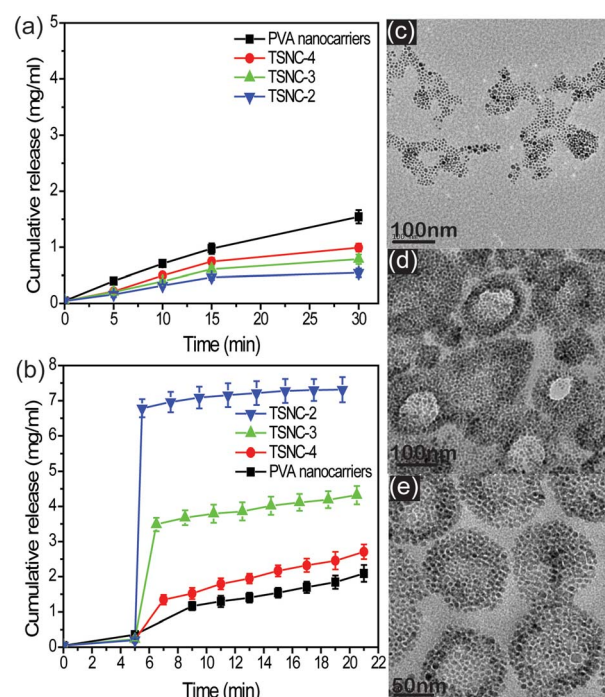 (a)
5
4
3
2
1
0
Cumulative release (mg/ml)
PVA nanocarriers
TSNC-4
TSNC-3
TSNC-2
0 5 10 15 20 25 30
Time (min)
(b)
8
7
6
5
4
3
2
1
0
Cumulative release (mg/ml)
TSNC-2
TSNC-3
TSNC-4
PVA nanocarriers
0 2 4 6 8 10 12 14 16 18 20 22
Time (min)
(c)
100nm
(d)
100nm
(e)
50nm